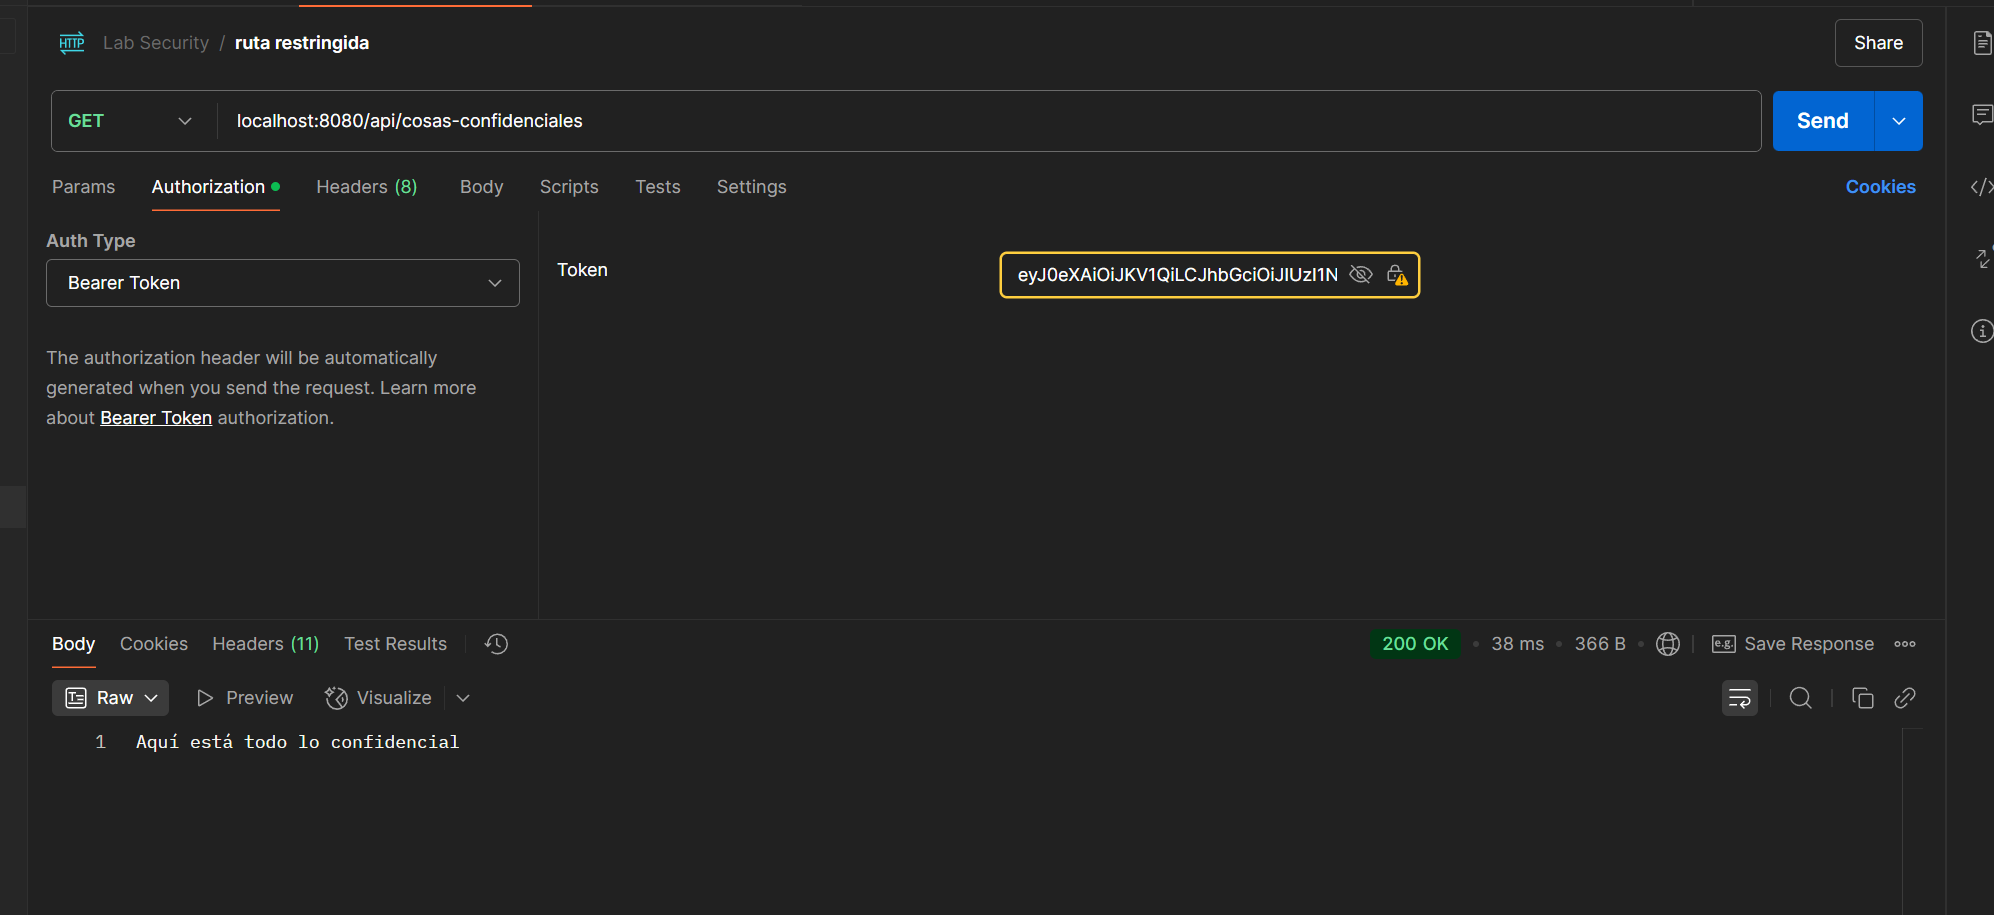 HTTP Lab Security / ruta restringida
Share
GET localhost:8080/api/cosas-confidenciales
Send
Params Authorization Headers (8) Body Scripts Tests Settings Cookies
Auth Type
Bearer Token
Token eyJ0eXAiOiJKV1QiLCJhbGciOiJIUzI1N
The authorization header will be automatically
generated when you send the request. Learn more
about Bearer Token authorization.
Body Cookies Headers (11) Test Results 200 OK • 38 ms • 366 B • e.g. Save Response
Raw Preview Visualize
1 Aquí está todo lo confidencial